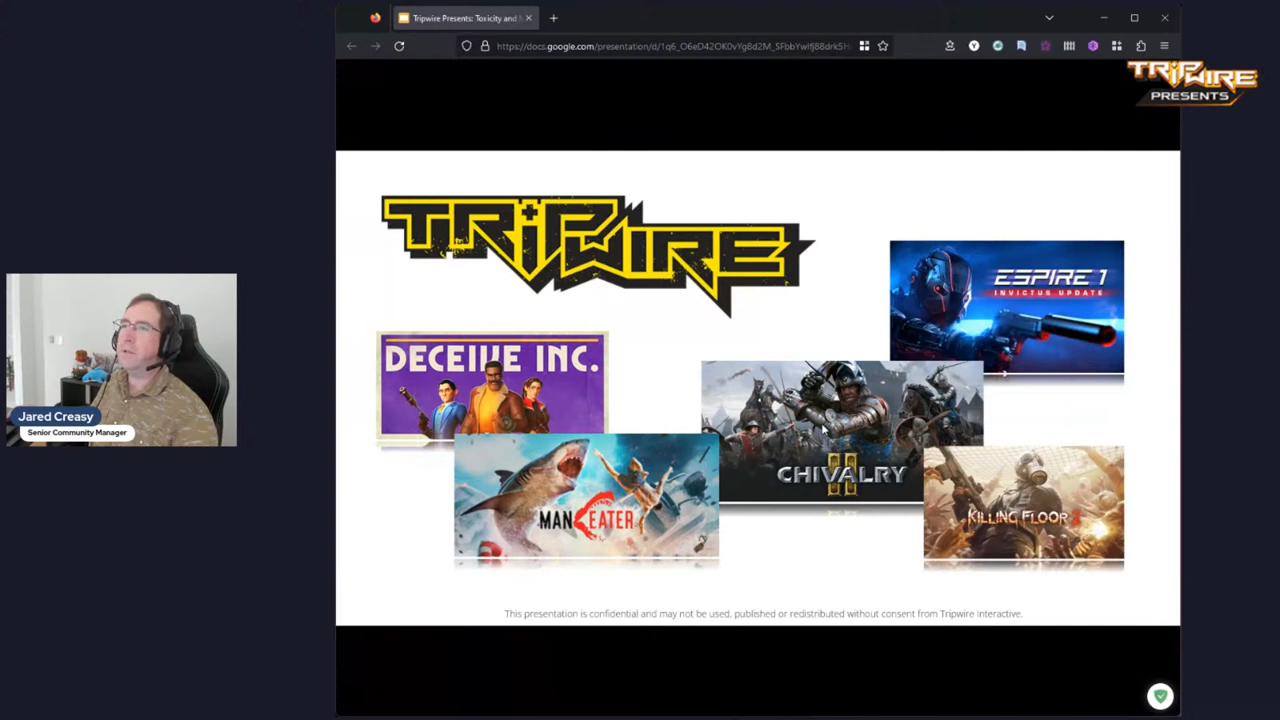 Tripwire Presents: Toxicity and
https://docs.google.com/presentation/d/1q6_O6eD42OK0vYg8d2M_SFbbYwlfj88drk5H
TRIPWIRE
PRESENTS
TRIPWIRE
ESPIRE 1
INVICTUS UPDATE
DECEIVE INC.
CHIVALRY
II
MANEATER
KILLING FLOOR 2
Jared Creasy
Senior Community Manager
This presentation is confidential and may not be used, published or redistributed without consent from Tripwire Interactive.